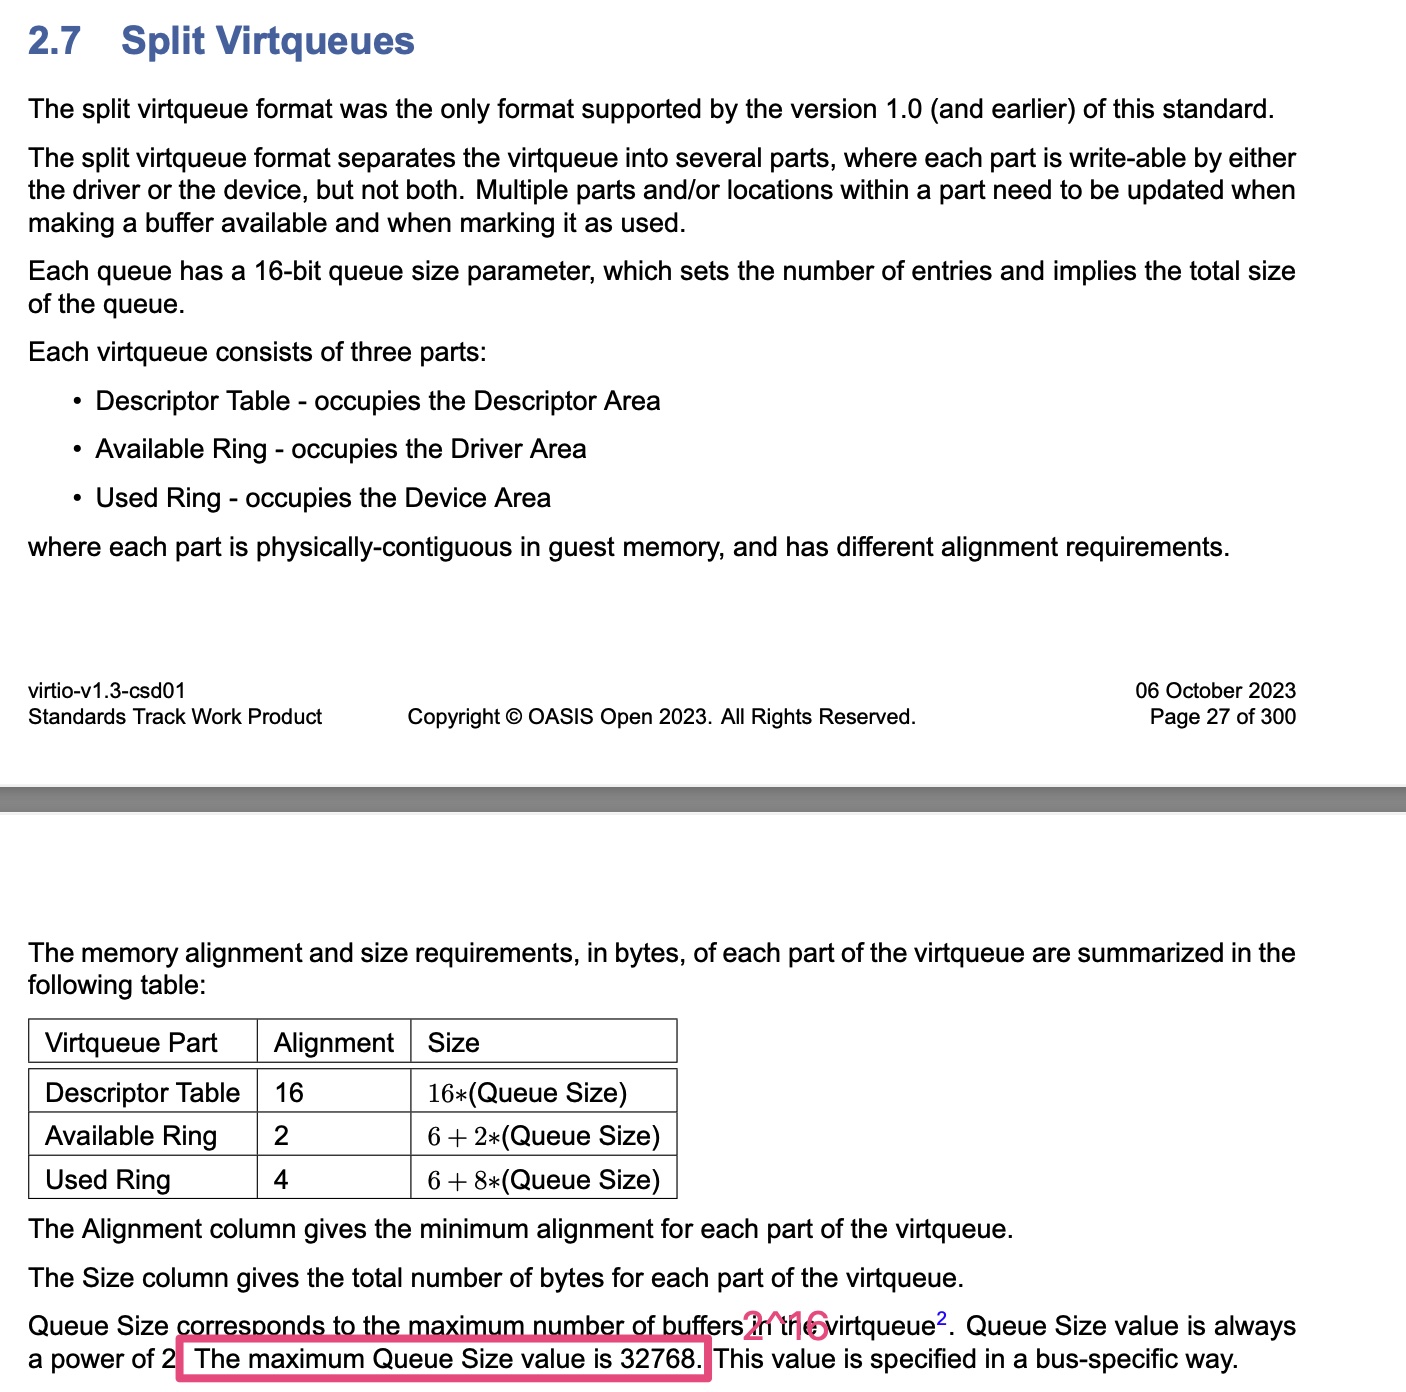 2.7 Split Virtqueues
The split virtqueue format was the only format supported by the version 1.0 (and earlier) of this standard.
The split virtqueue format separates the virtqueue into several parts, where each part is write-able by either
the driver or the device, but not both. Multiple parts and/or locations within a part need to be updated when
making a buffer available and when marking it as used.
Each queue has a 16-bit queue size parameter, which sets the number of entries and implies the total size
of the queue.
Each virtqueue consists of three parts:
• Descriptor Table - occupies the Descriptor Area
• Available Ring - occupies the Driver Area
• Used Ring - occupies the Device Area
where each part is physically-contiguous in guest memory, and has different alignment requirements.
virtio-v1.3-csd01 06 October 2023
Standards Track Work Product Copyright © OASIS Open 2023. All Rights Reserved. Page 27 of 300
The memory alignment and size requirements, in bytes, of each part of the virtqueue are summarized in the
following table:
Virtqueue Part Alignment Size
Descriptor Table 16 16∗(Queue Size)
Available Ring 2 6 + 2∗(Queue Size)
Used Ring 4 6 + 8∗(Queue Size)
The Alignment column gives the minimum alignment for each part of the virtqueue.
The Size column gives the total number of bytes for each part of the virtqueue.
2^16
Queue Size corresponds to the maximum number of buffers in the virtqueue2. Queue Size value is always
a power of 2 The maximum Queue Size value is 32768. This value is specified in a bus-specific way.